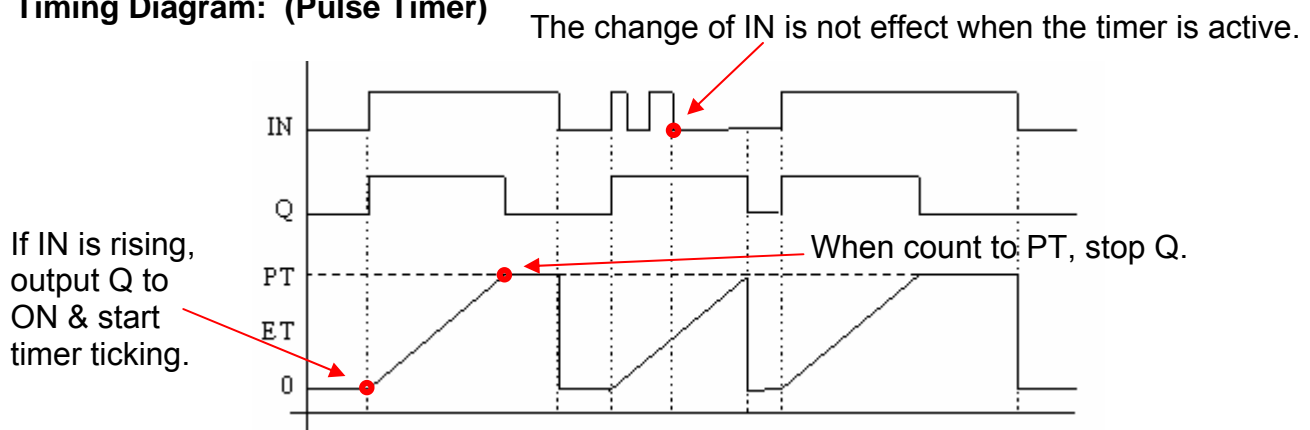 Timing Diagram: (Pulse Timer)
The change of IN is not effect when the timer is active.
IN
Q
If IN is rising,
output Q to
ON & start
timer ticking.
When count to PT, stop Q.
PT
ET
0